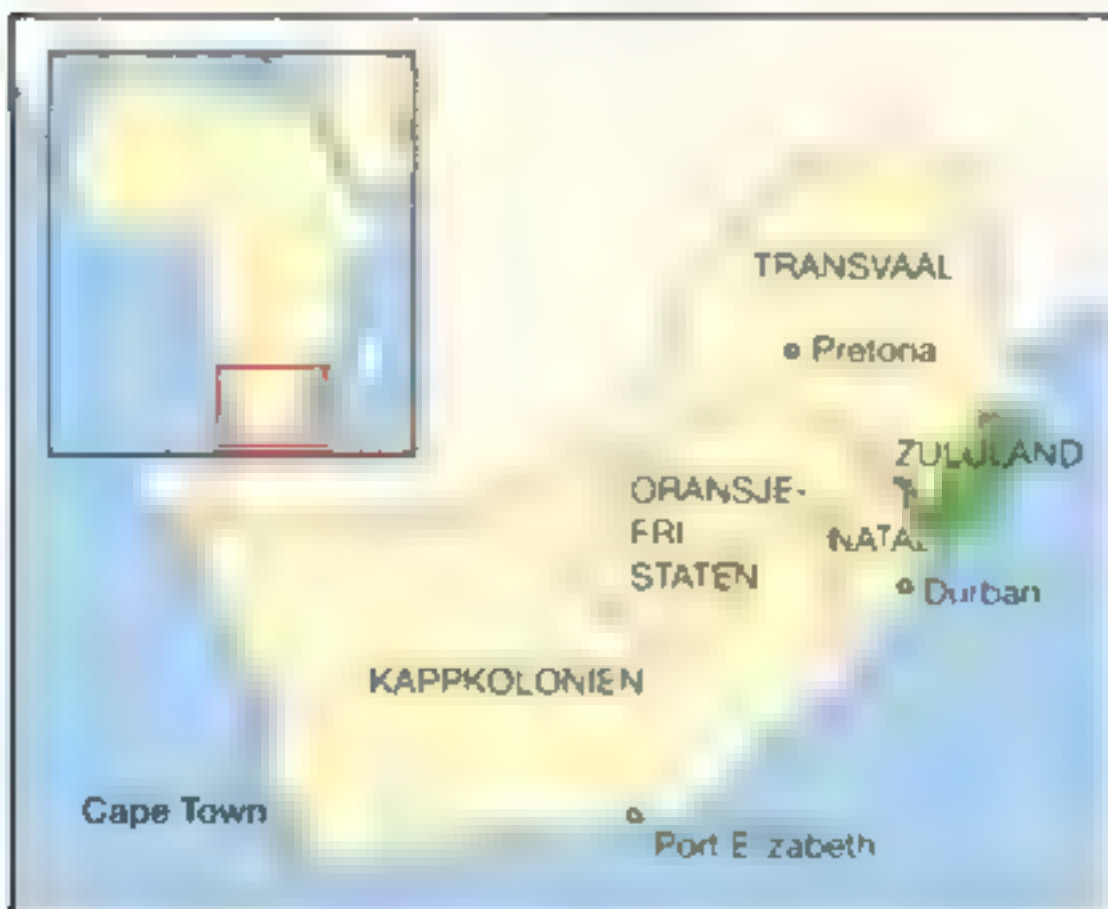 TRANSVAAL
Pretoria
ZULULAND
ORANSJE-
FRI
STATEN
NATAL
Durban
KAPPKOLONIEN
Cape Town
Port Elizabeth